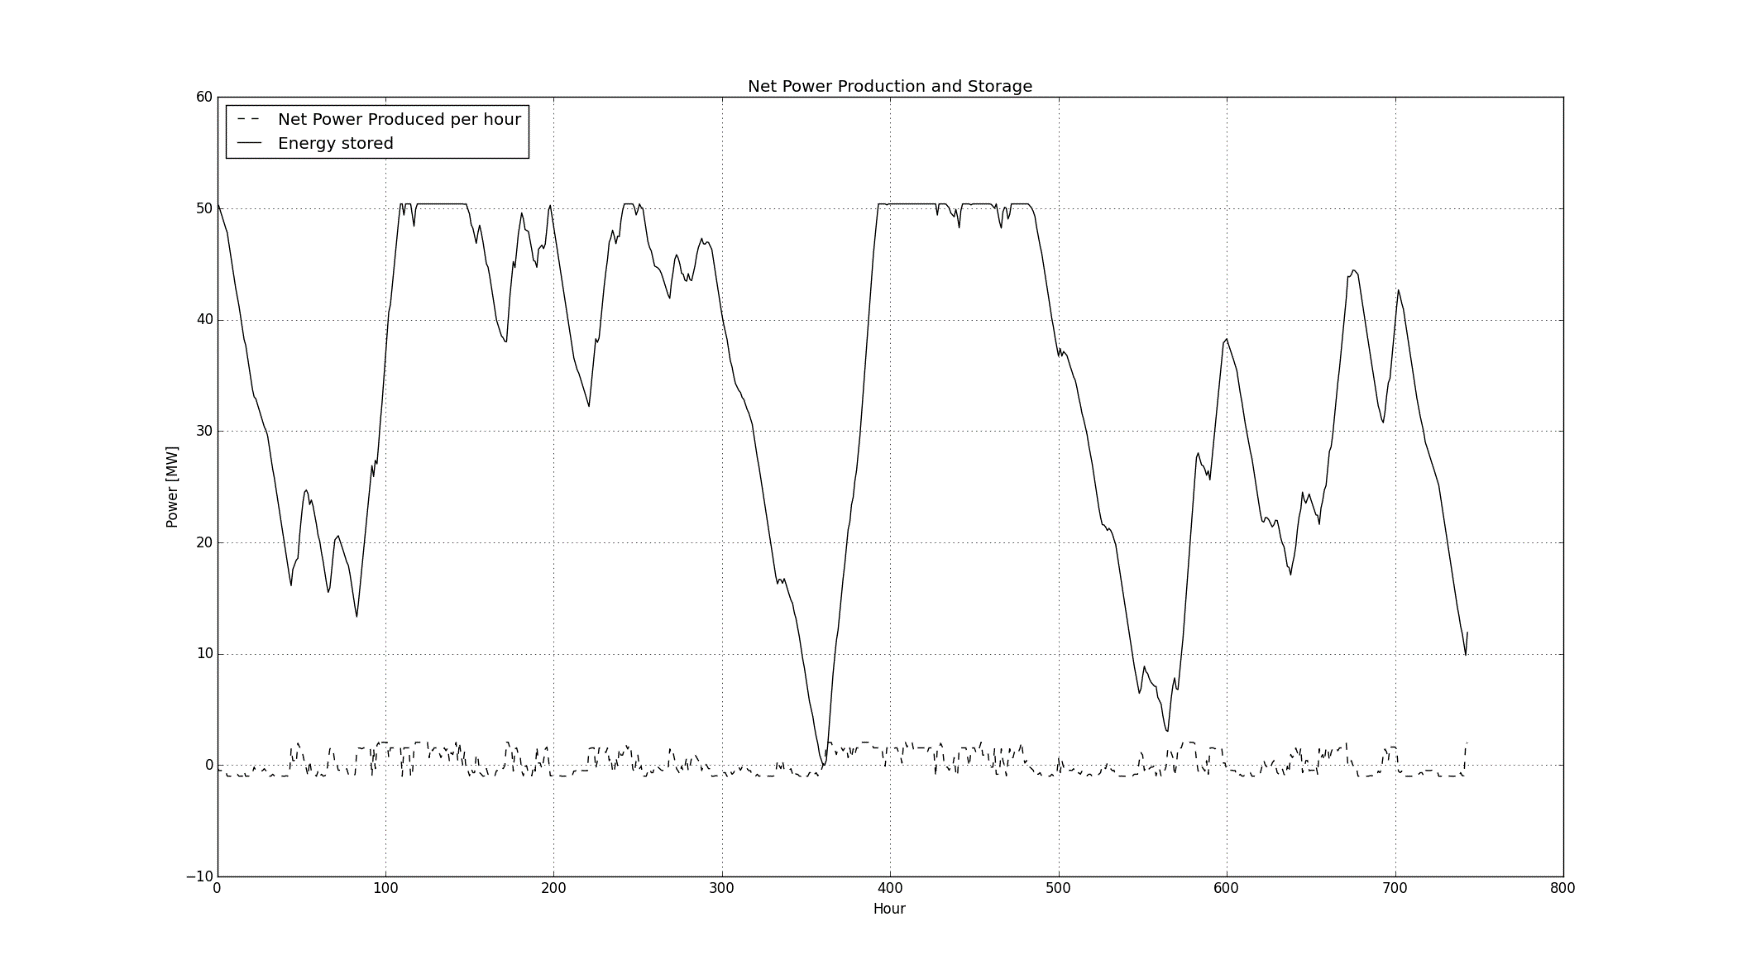 Net Power Production and Storage
60
Net Power Produced per hour
Energy stored
50
40
30
Power [MW]
20
10
0
−10
0 100 200 300 400 500 600 700 800
Hour